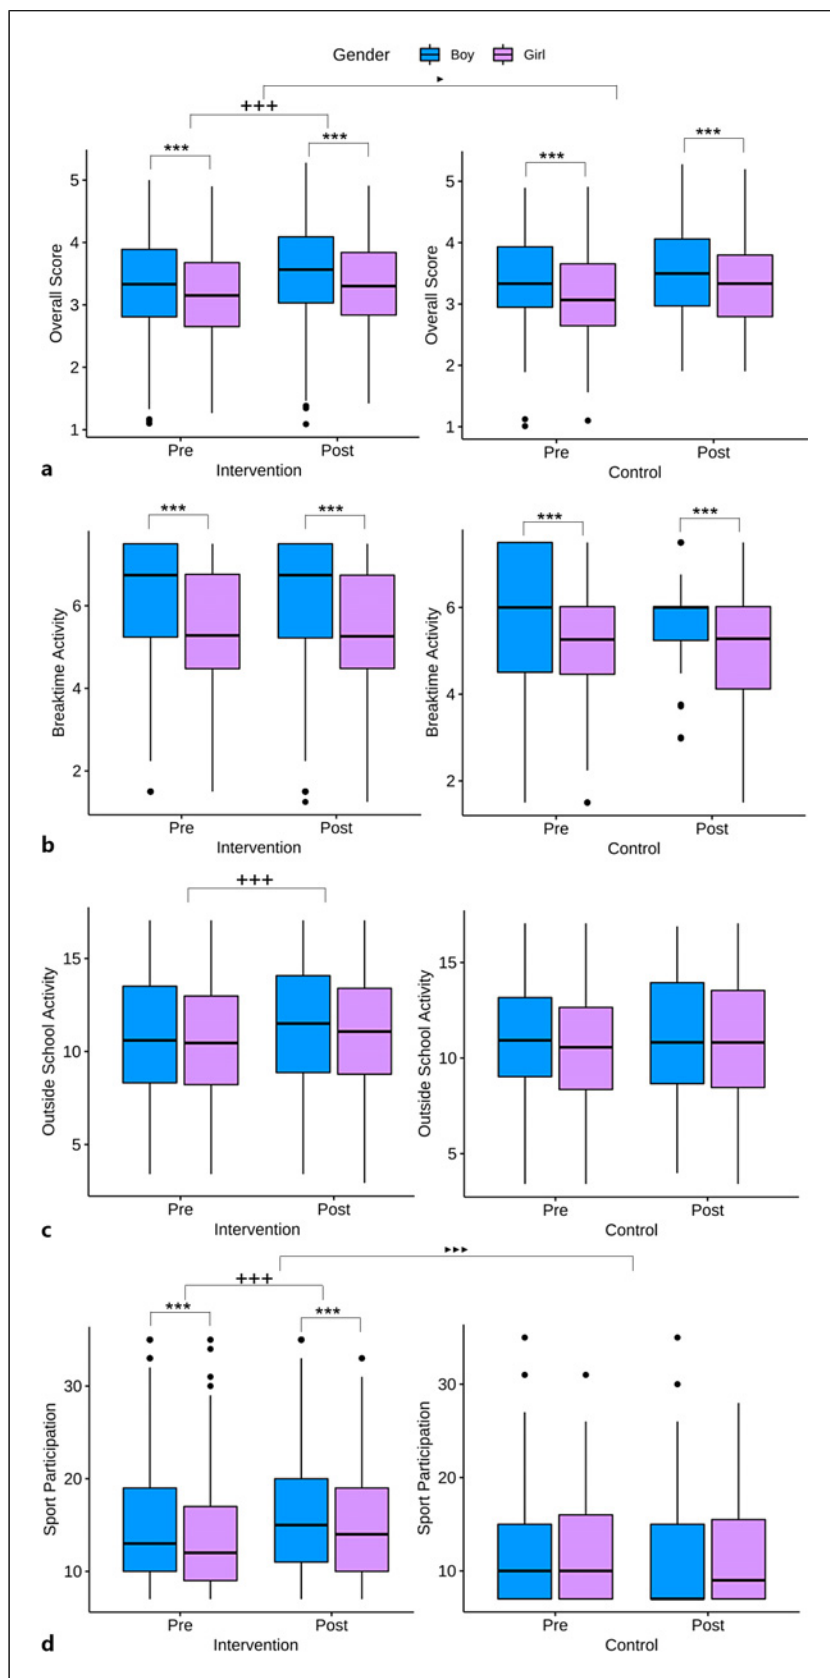 Gender Boy Girl
▸
+++
*** *** *** ***
5 5
4 4
3 3
2 2
1 1
Overall Score Overall Score
Pre Post Pre Post
a Intervention Control
*** *** *** ***
6 6
4 4
2 2
Breaktime Activity Breaktime Activity
Pre Post Pre Post
b Intervention Control
+++
15 15
10 10
5 5
Outside School Activity Outside School Activity
Pre Post Pre Post
c Intervention Control
▸▸▸
+++
*** ***
30 30
20 20
10 10
Sport Participation Sport Participation
Pre Post Pre Post
d Intervention Control